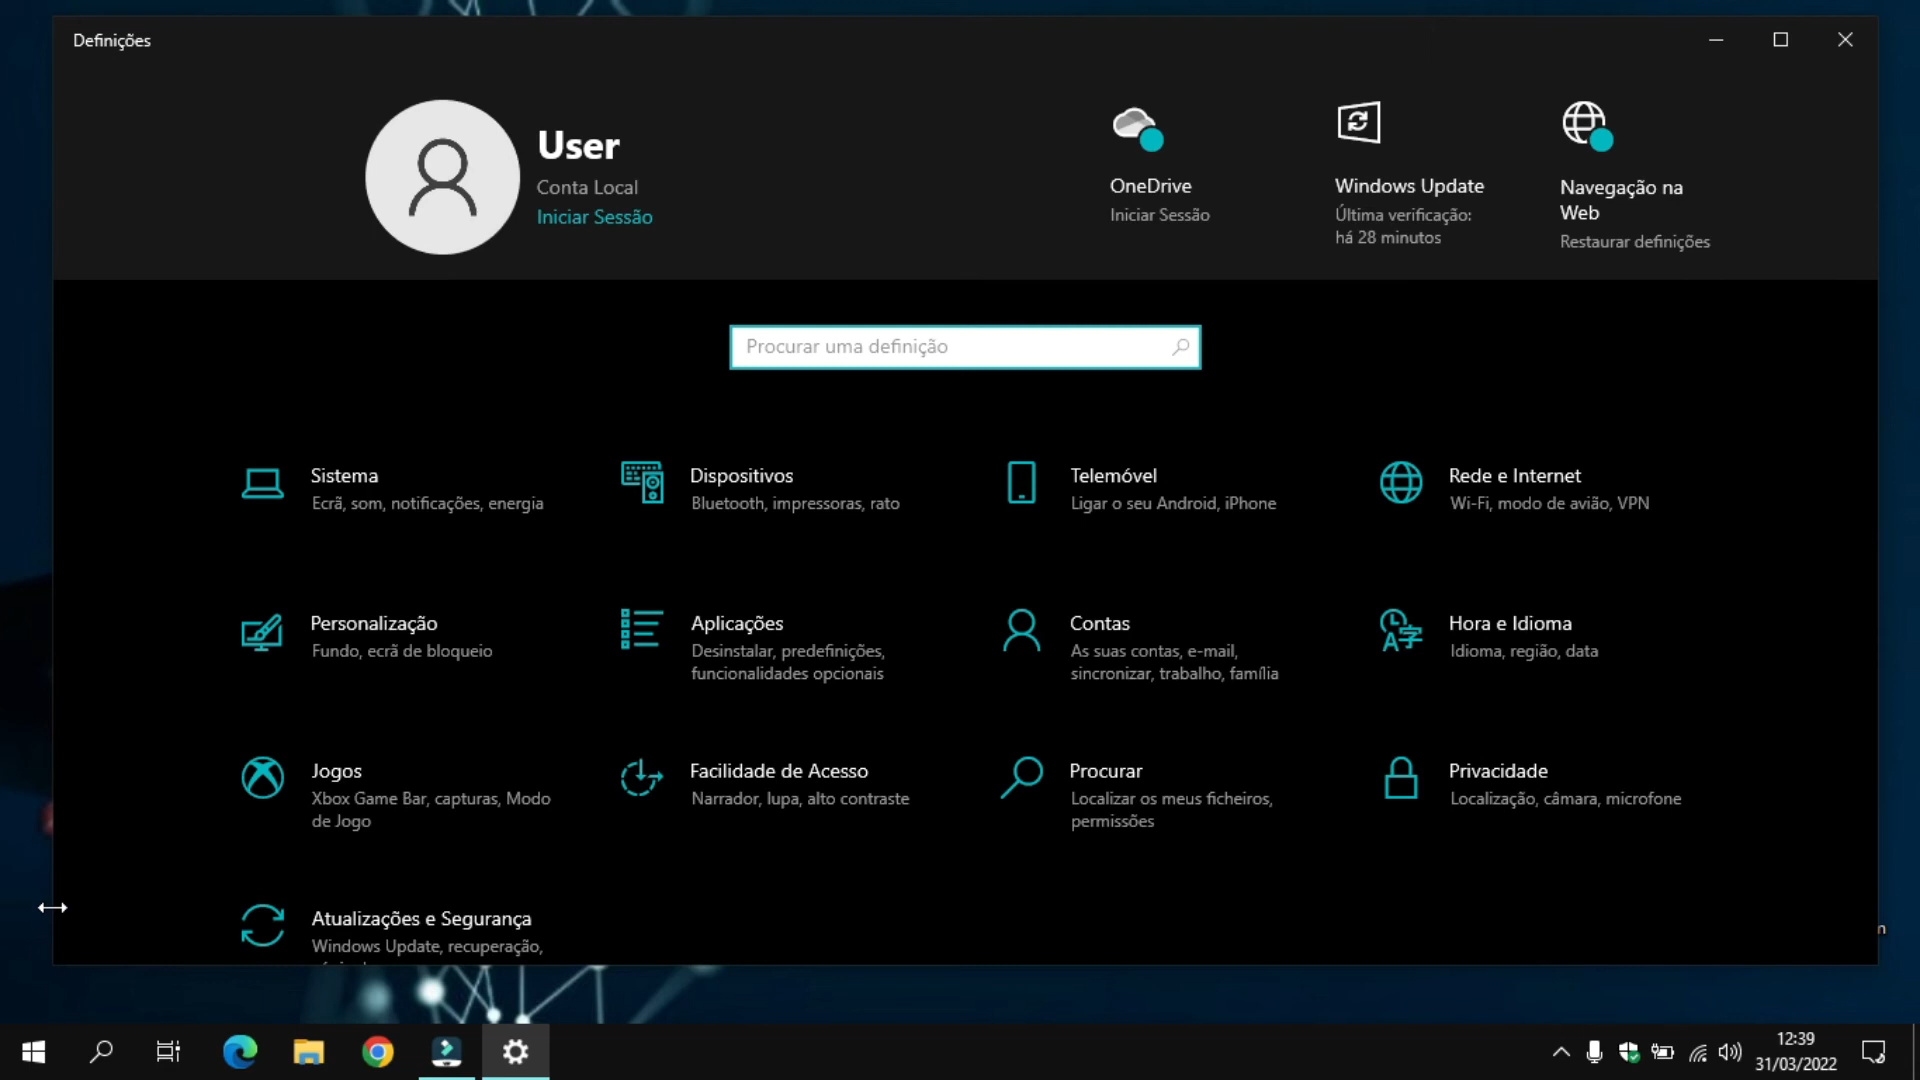 Definições
User
Conta Local
Iniciar Sessão
OneDrive
Iniciar Sessão
Windows Update
Última verificação:
há 28 minutos
Navegação na
Web
Restaurar definições
Procurar uma definição
Sistema
Ecrã, som, notificações, energia
Dispositivos
Bluetooth, impressoras, rato
Telemóvel
Ligar o seu Android, iPhone
Rede e Internet
Wi-Fi, modo de avião, VPN
Personalização
Fundo, ecrã de bloqueio
Aplicações
Desinstalar, predefinições,
funcionalidades opcionais
Contas
As suas contas, e-mail,
sincronizar, trabalho, família
Hora e Idioma
Idioma, região, data
Jogos
Xbox Game Bar, capturas, Modo
de Jogo
Facilidade de Acesso
Narrador, lupa, alto contraste
Procurar
Localizar os meus ficheiros,
permissões
Privacidade
Localização, câmara, microfone
Atualizações e Segurança
Windows Update, recuperação,
12:39
31/03/2022